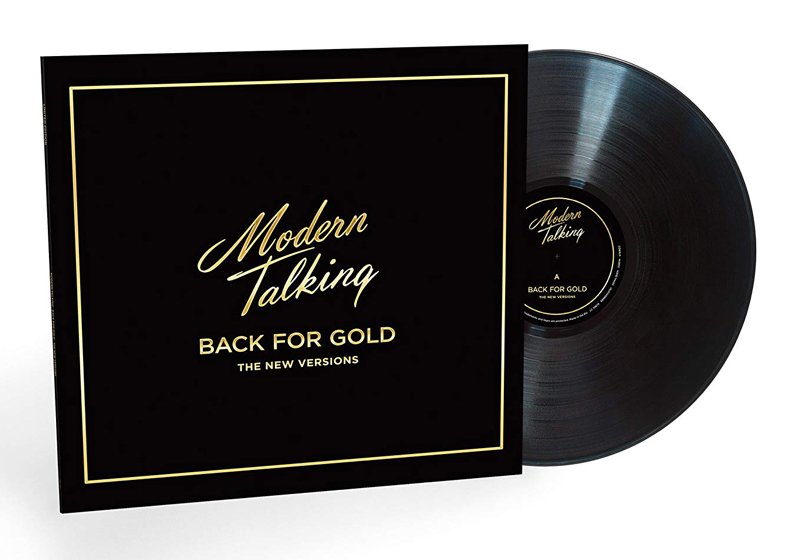 Modern
Talking
BACK FOR GOLD
THE NEW VERSIONS
Modern
Talking
A
BACK FOR GOLD
THE NEW VERSIONS